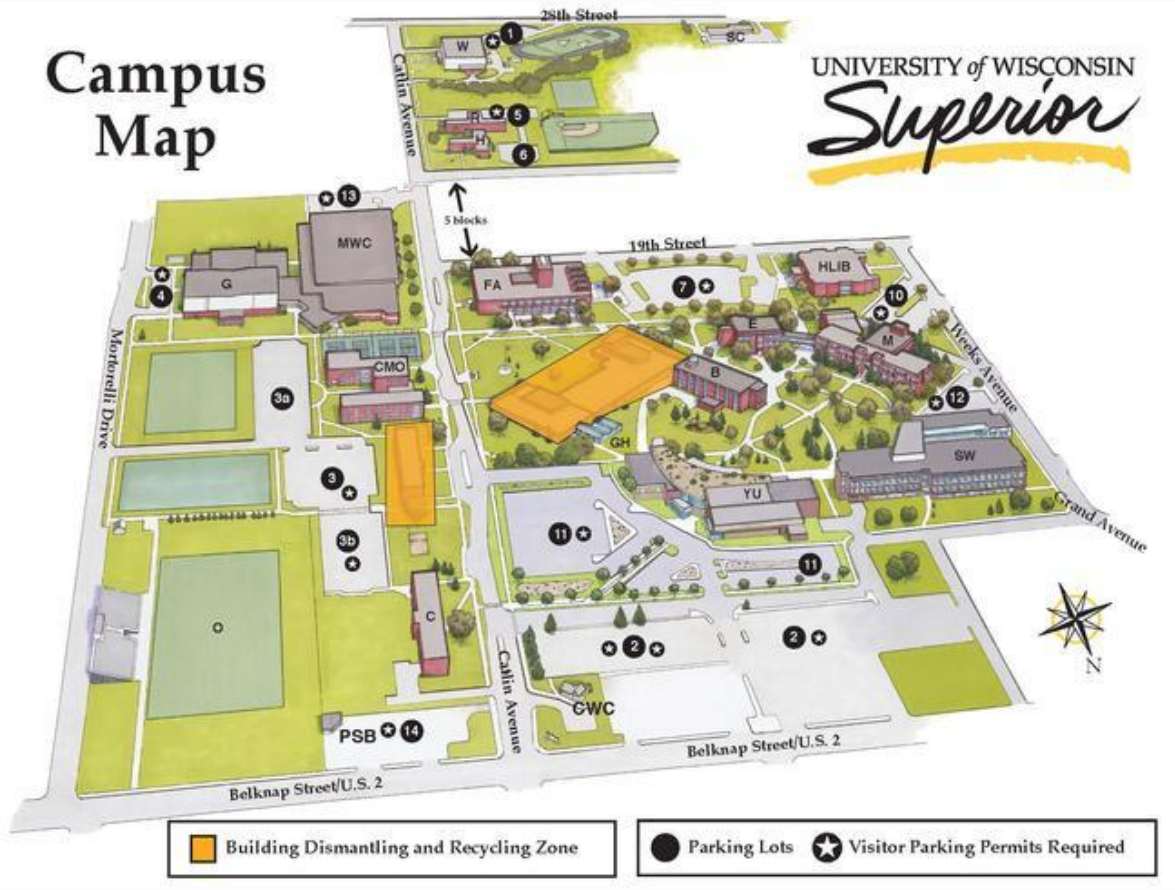 Campus
Map
28th Street
UNIVERSITY of WISCONSIN
Superior
Catlin Avenue
W
1
SC
R
5
H
6
13
5 blocks
19th Street
MWC
G
4
FA
7
HLIB
10
E
M
Weeks Avenue
Mortorelli Drive
CMO
B
3a
12
GH
SW
3
YU
Grand Avenue
11
3b
11
O
C
2
2
N
Catlin Avenue
CWC
PSB
14
Belknap Street/U.S. 2
Belknap Street/U.S. 2
Building Dismantling and Recycling Zone
Parking Lots
Visitor Parking Permits Required